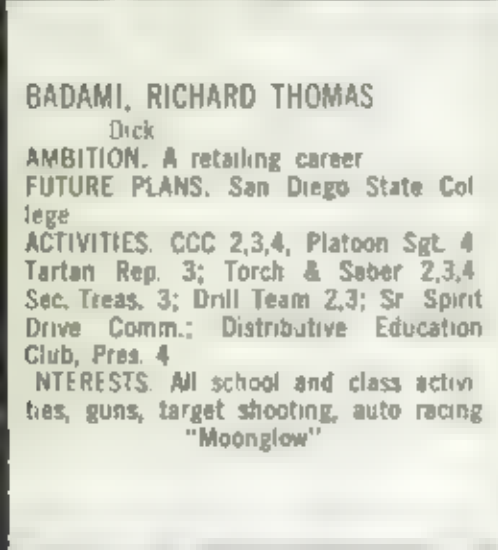 BADAMI, RICHARD THOMAS
Dick
AMBITION. A retailing career
FUTURE PLANS. San Diego State Col
lege
ACTIVITIES. CCC 2,3,4, Platoon Sgt. 4
Tartan Rep. 3; Torch & Saber 2,3,4
Sec. Treas. 3; Drill Team 2,3; Sr Spirit
Drive Comm.; Distributive Education
Club, Pres. 4
NTERESTS. All school and class activi
ties, guns, target shooting, auto racing
"Moonglow"